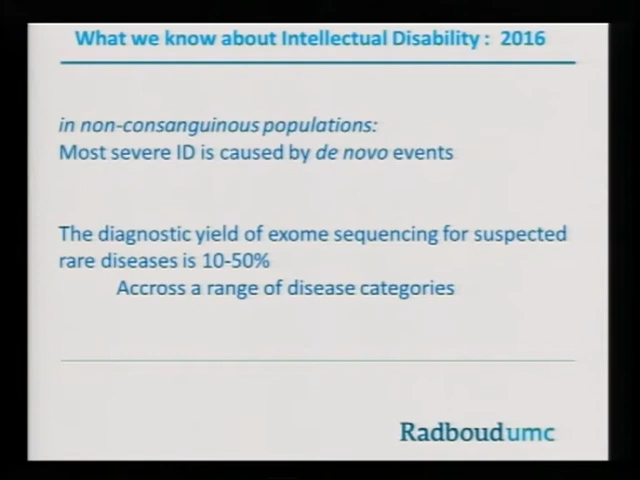 What we know about Intellectual Disability : 2016
in non-consanguinous populations:
Most severe ID is caused by de novo events
The diagnostic yield of exome sequencing for suspected
rare diseases is 10-50%
Accross a range of disease categories
Radboudumc